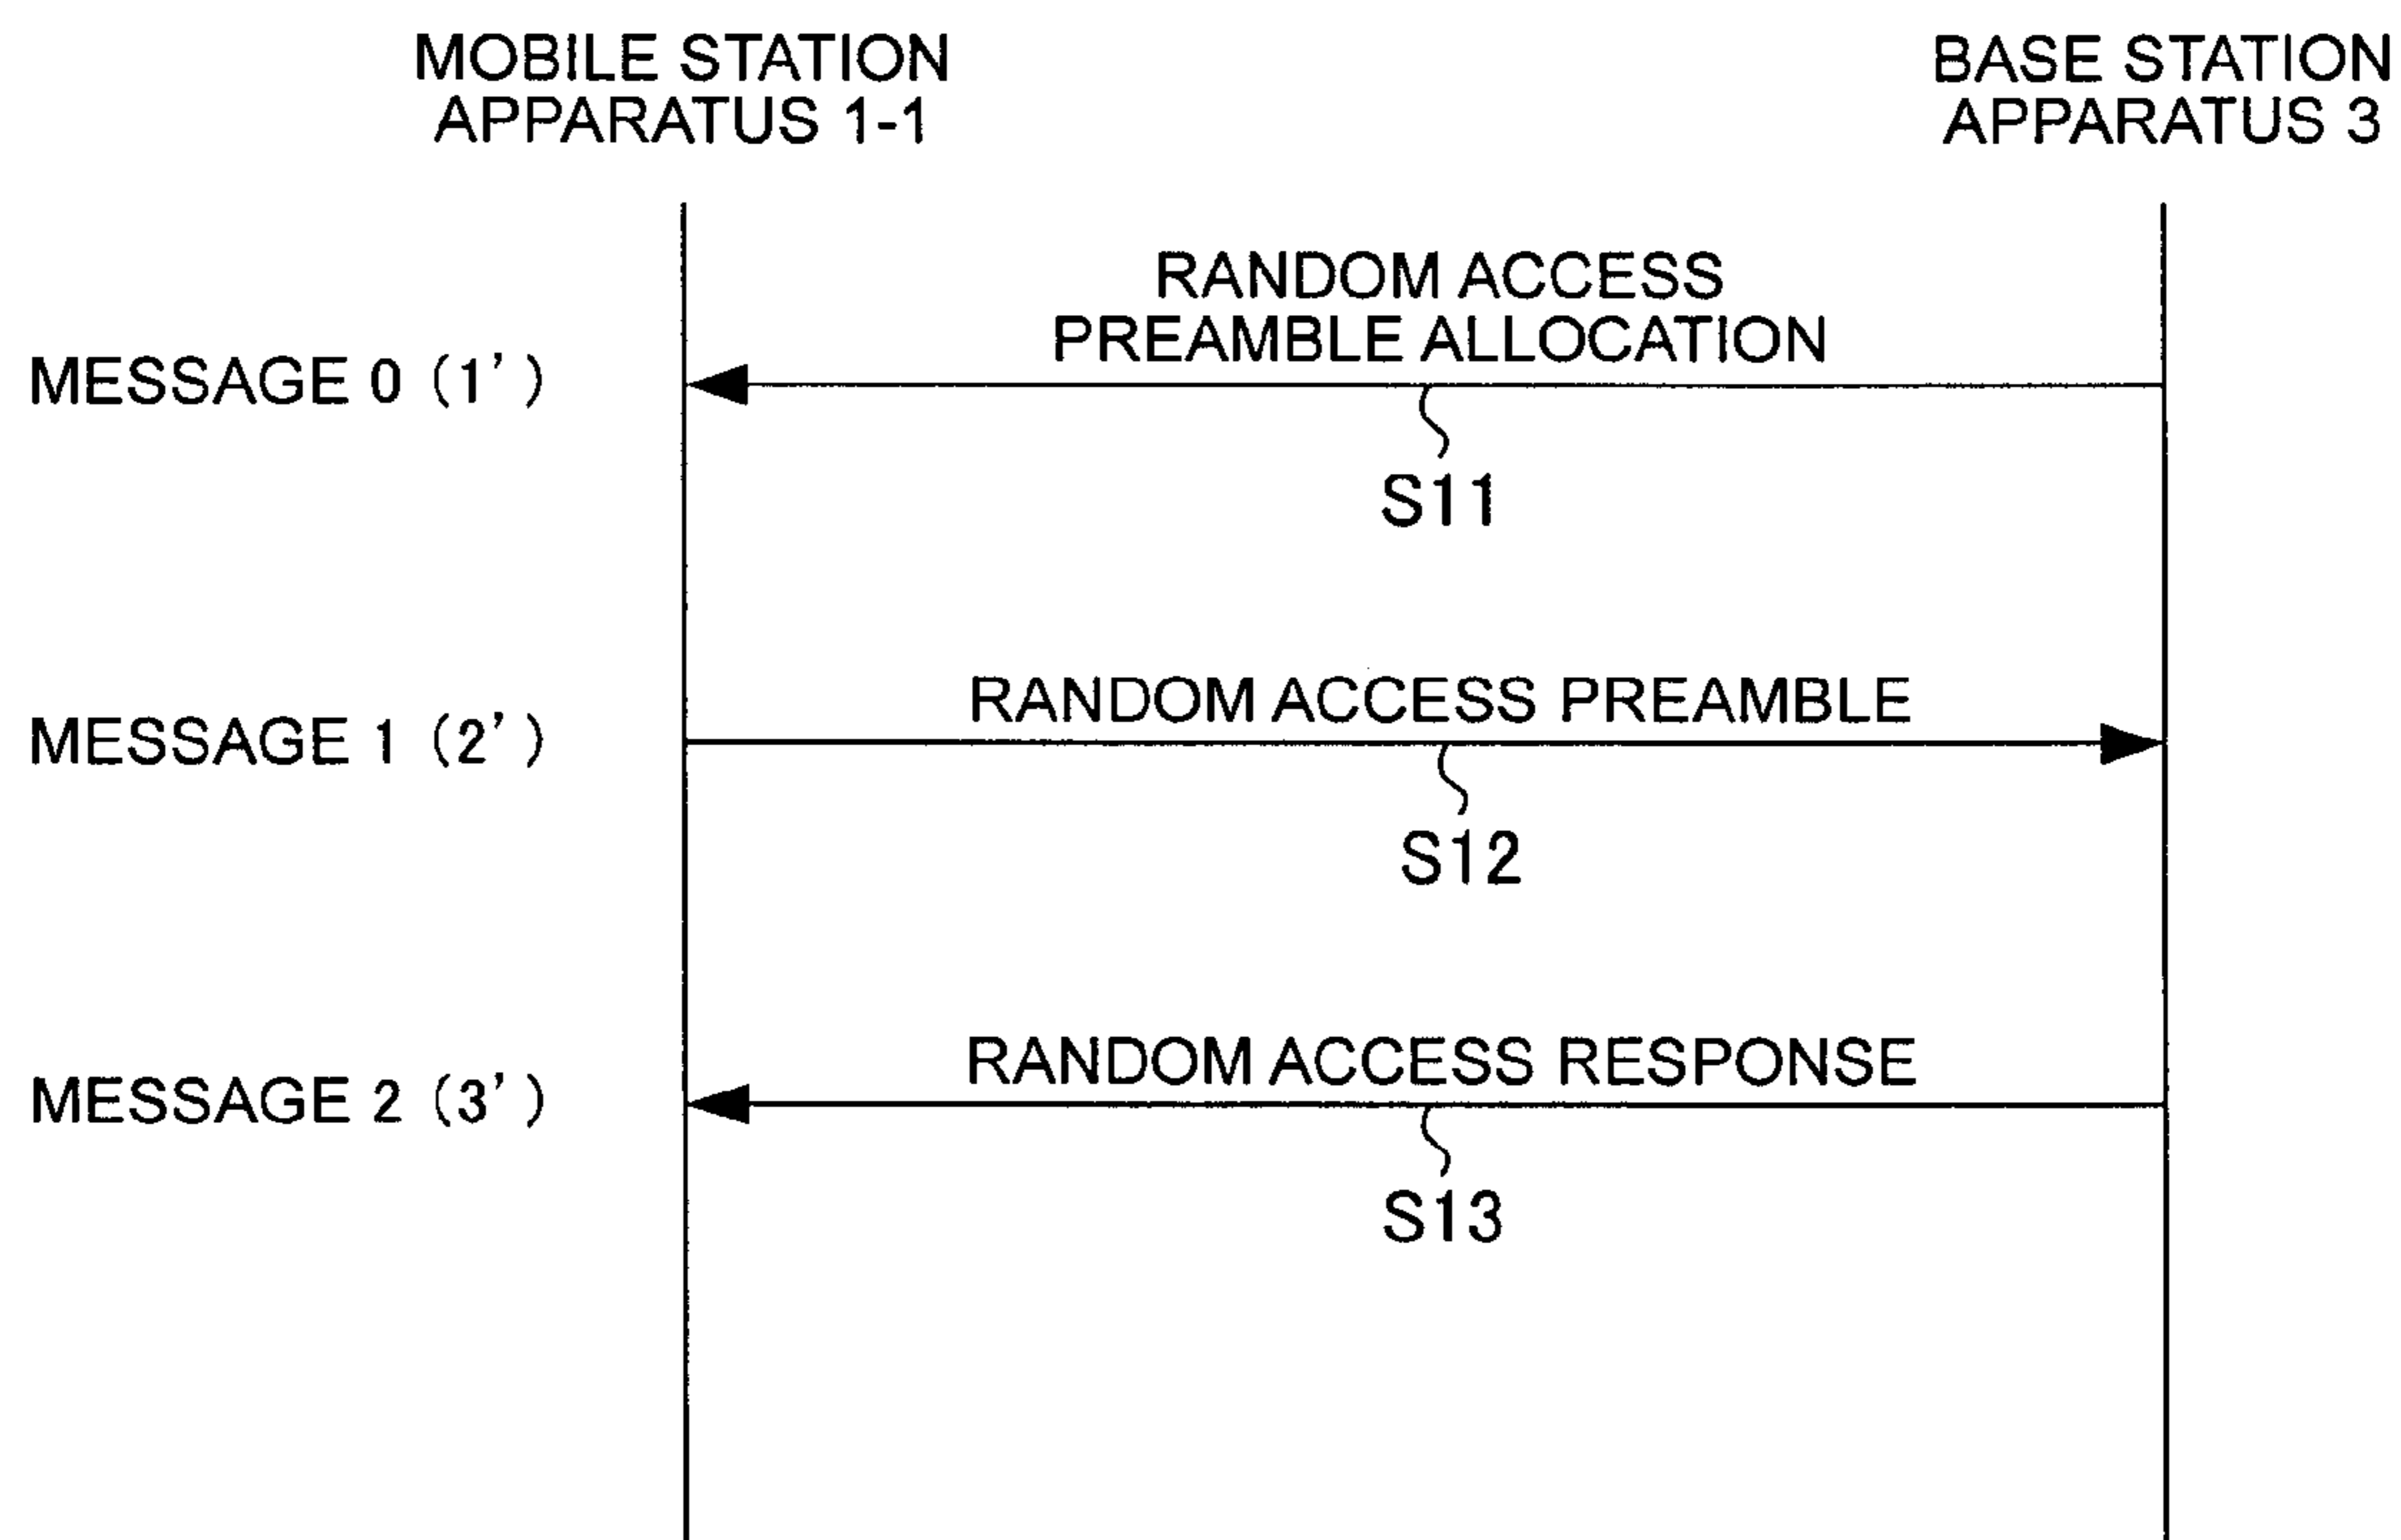 MOBILE STATION
APPARATUS 1-1
BASE STATION
APPARATUS 3
RANDOM ACCESS
PREAMBLE ALLOCATION
MESSAGE 0 (1’)
S11
RANDOM ACCESS PREAMBLE
MESSAGE 1 (2’)
S12
RANDOM ACCESS RESPONSE
MESSAGE 2 (3’)
S13